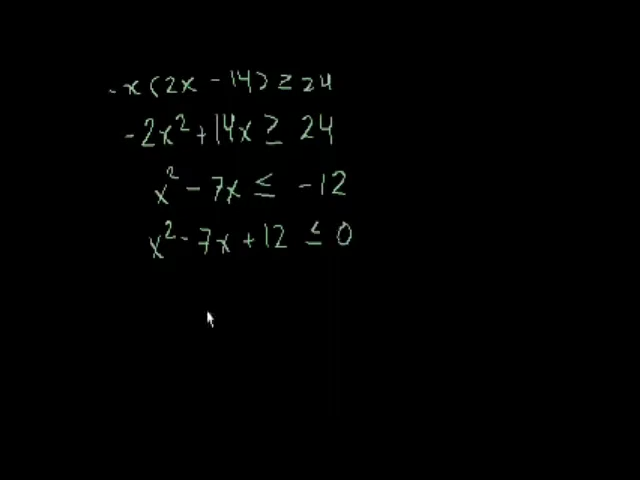 -x(2x - 14) ≥ 24
-2x² + 14x ≥ 24
x² - 7x ≤ -12
x² - 7x + 12 ≤ 0